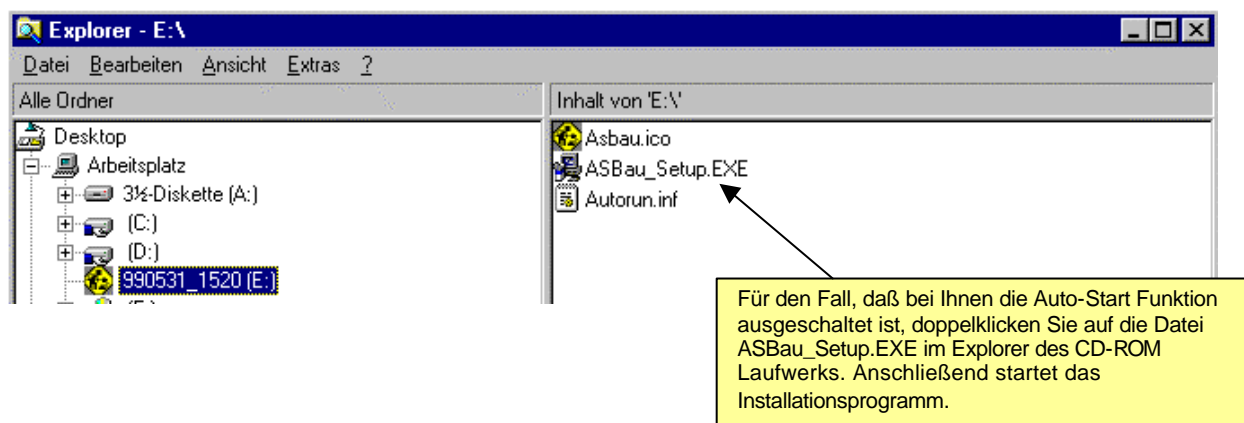 Explorer - E:\
Datei Bearbeiten Ansicht Extras ?
Alle Ordner
Inhalt von 'E:\'
Desktop
Arbeitsplatz
3½-Diskette (A:)
(C:)
(D:)
990531_1520 (E:)
Asbau.ico
ASBau_Setup.EXE
Autorun.inf
Für den Fall, daß bei Ihnen die Auto-Start Funktion
ausgeschaltet ist, doppelklicken Sie auf die Datei
ASBau_Setup.EXE im Explorer des CD-ROM
Laufwerks. Anschließend startet das
Installationsprogramm.